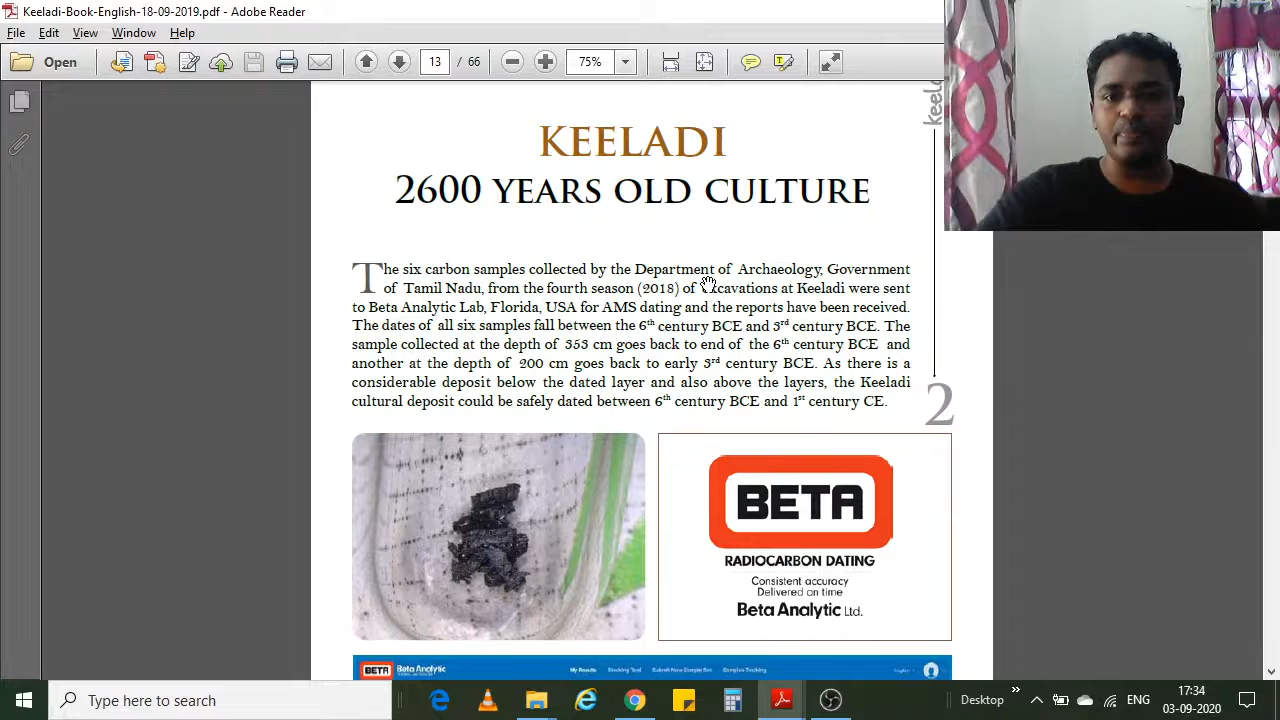 Keeladi-Book-English-18-09-2019.pdf - Adobe Reader
File Edit View Window Help
Open 13 / 66 75%
KEELADI
2600 YEARS OLD CULTURE
The six carbon samples collected by the Department of Archaeology, Government
of Tamil Nadu, from the fourth season (2018) of Excavations at Keeladi were sent
to Beta Analytic Lab, Florida, USA for AMS dating and the reports have been received.
The dates of all six samples fall between the 6th century BCE and 3rd century BCE. The
sample collected at the depth of 353 cm goes back to end of the 6th century BCE and
another at the depth of 200 cm goes back to early 3rd century BCE. As there is a
considerable deposit below the dated layer and also above the layers, the Keeladi
cultural deposit could be safely dated between 6th century BCE and 1st century CE.
2
BETA
RADIOCARBON DATING
Consistent accuracy
Delivered on time
Beta Analytic Ltd.
BETA Beta Analytic My Results Submit New Sample Set
Type here to search
Desktop ENG 17:34
03-09-2020